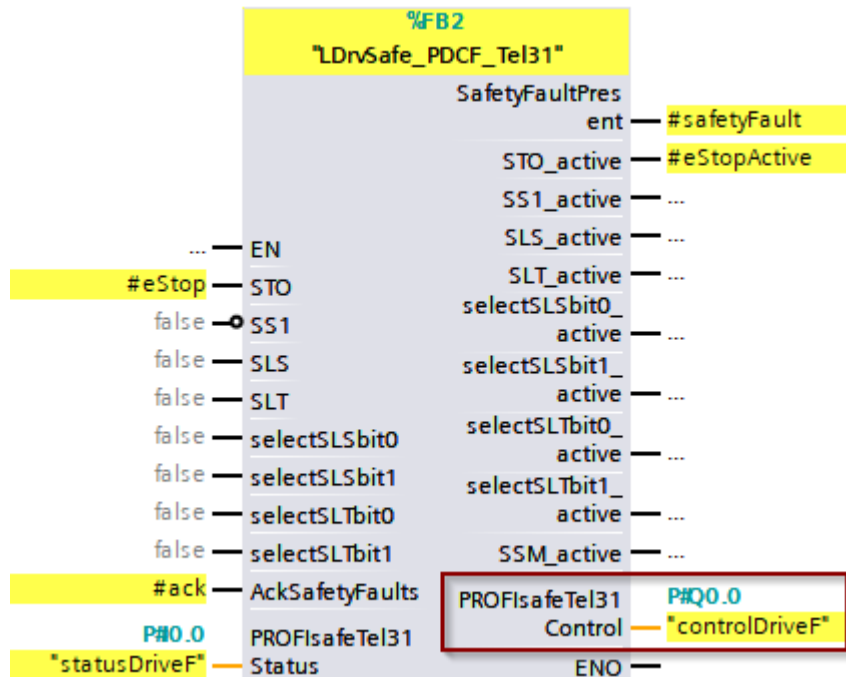 %FB2
"LDrvSafe_PDCF_Tel31"
SafetyFaultPres
ent
#safetyFault
STO_active
#eStopActive
SS1_active
...
SLS_active
...
...
EN
SLT_active
...
#eStop
STO
selectSLSbit0_
active
...
false
SS1
false
SLS
selectSLSbit1_
active
...
false
SLT
selectSLTbit0_
active
...
false
selectSLSbit0
false
selectSLSbit1
selectSLTbit1_
active
...
false
selectSLTbit0
false
selectSLTbit1
SSM_active
...
#ack
AckSafetyFaults
PROFIsafeTel31
Control
P#Q0.0
"controlDriveF"
P#I0.0
"statusDriveF"
PROFIsafeTel31
Status
ENO